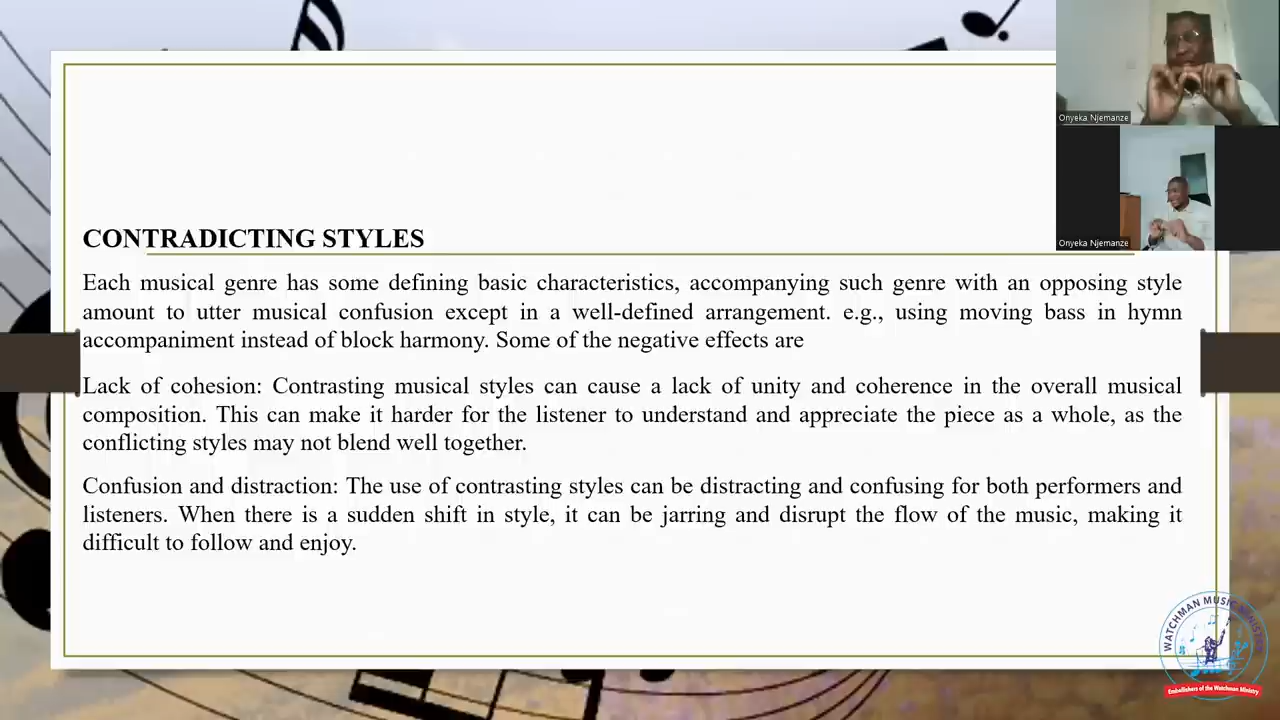 Onyeka Njemanze
Onyeka Njemanze
CONTRADICTING STYLES
Each musical genre has some defining basic characteristics, accompanying such genre with an opposing style
amount to utter musical confusion except in a well-defined arrangement. e.g., using moving bass in hymn
accompaniment instead of block harmony. Some of the negative effects are
Lack of cohesion: Contrasting musical styles can cause a lack of unity and coherence in the overall musical
composition. This can make it harder for the listener to understand and appreciate the piece as a whole, as the
conflicting styles may not blend well together.
Confusion and distraction: The use of contrasting styles can be distracting and confusing for both performers and
listeners. When there is a sudden shift in style, it can be jarring and disrupt the flow of the music, making it
difficult to follow and enjoy.
WATCHMAN MUSIC MINISTRY
Embellishers of the Watchman Ministry